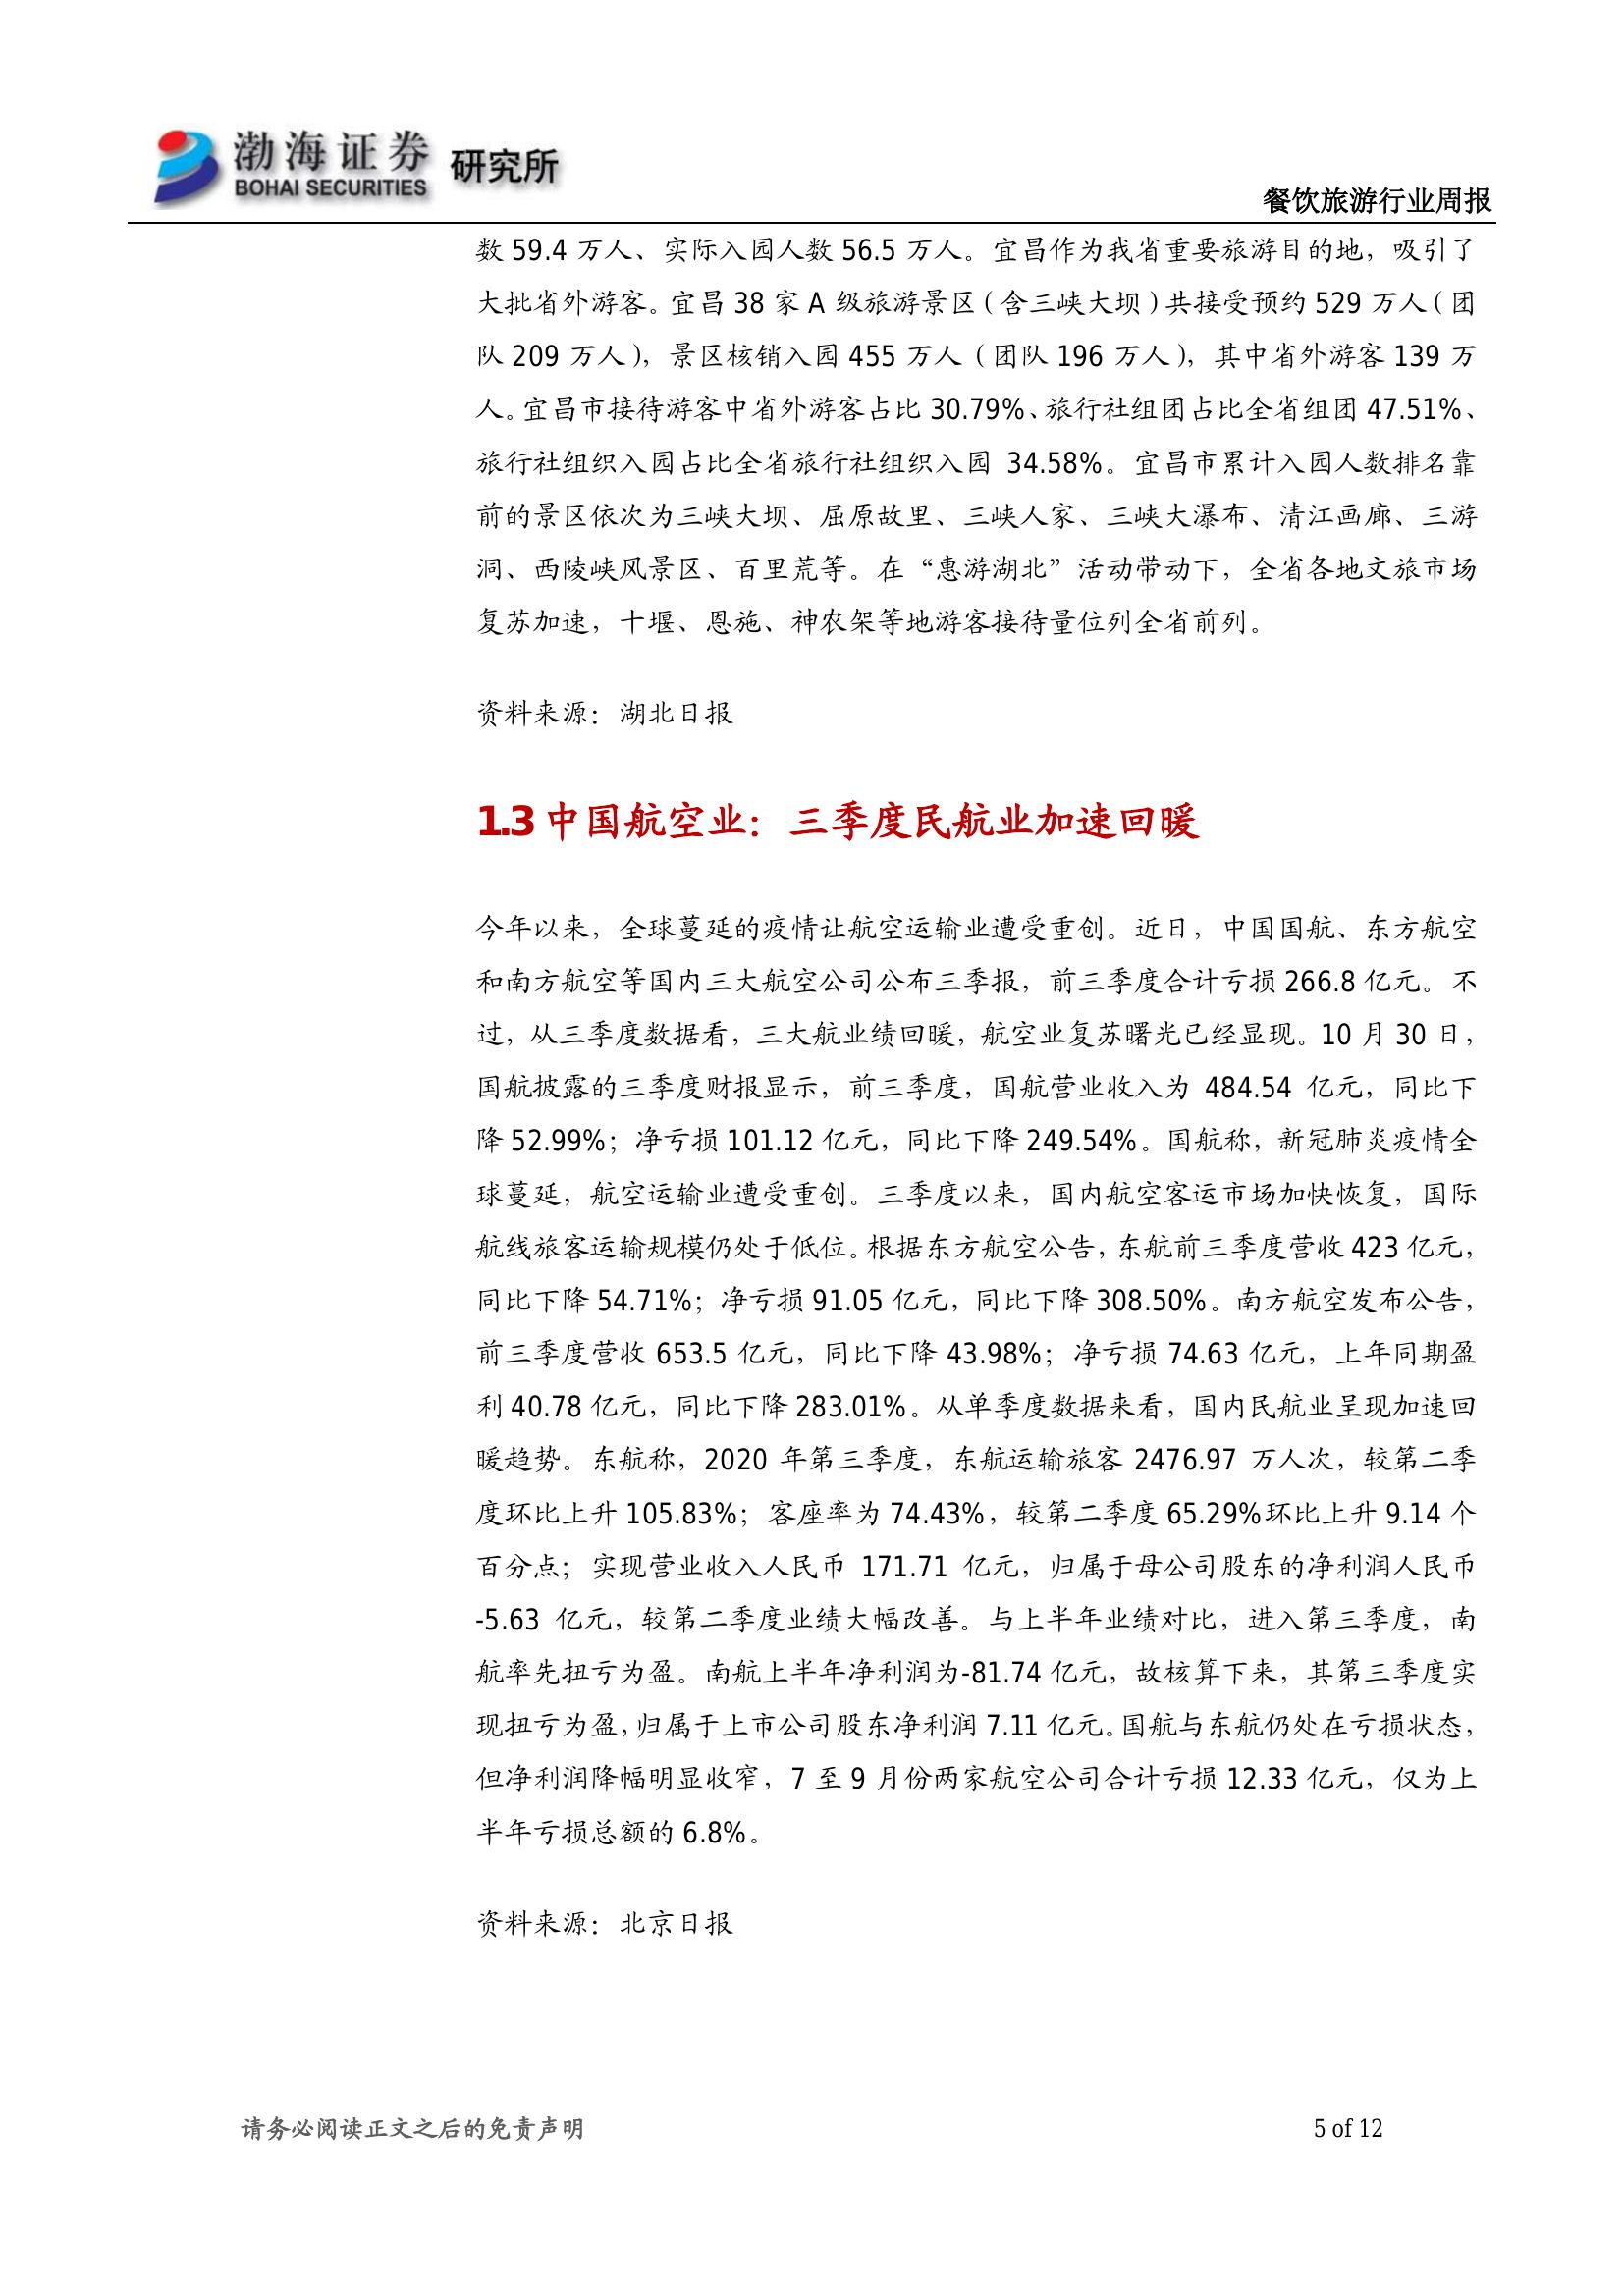 渤海证券 研究所
BOHAI SECURITIES
餐饮旅游行业周报
数 59.4 万人、实际入园人数 56.5 万人。宜昌作为我省重要旅游目的地，吸引了
大批省外游客。宜昌 38 家 A 级旅游景区（含三峡大坝）共接受预约 529 万人（团
队 209 万人），景区核销入园 455 万人（团队 196 万人），其中省外游客 139 万
人。宜昌市接待游客中省外游客占比 30.79%、旅行社组团占比全省组团 47.51%、
旅行社组织入园占比全省旅行社组织入园 34.58%。宜昌市累计入园人数排名靠
前的景区依次为三峡大坝、屈原故里、三峡人家、三峡大瀑布、清江画廊、三游
洞、西陵峡风景区、百里荒等。在“惠游湖北”活动带动下，全省各地文旅市场
复苏加速，十堰、恩施、神农架等地游客接待量位列全省前列。
资料来源：湖北日报
1.3 中国航空业：三季度民航业加速回暖
今年以来，全球蔓延的疫情让航空运输业遭受重创。近日，中国国航、东方航空
和南方航空等国内三大航空公司公布三季报，前三季度合计亏损 266.8 亿元。不
过，从三季度数据看，三大航业绩回暖，航空业复苏曙光已经显现。10 月 30 日，
国航披露的三季度财报显示，前三季度，国航营业收入为 484.54 亿元，同比下
降 52.99%；净亏损 101.12 亿元，同比下降 249.54%。国航称，新冠肺炎疫情全
球蔓延，航空运输业遭受重创。三季度以来，国内航空客运市场加快恢复，国际
航线旅客运输规模仍处于低位。根据东方航空公告，东航前三季度营收 423 亿元，
同比下降 54.71%；净亏损 91.05 亿元，同比下降 308.50%。南方航空发布公告，
前三季度营收 653.5 亿元，同比下降 43.98%；净亏损 74.63 亿元，上年同期盈
利 40.78 亿元，同比下降 283.01%。从单季度数据来看，国内民航业呈现加速回
暖趋势。东航称，2020 年第三季度，东航运输旅客 2476.97 万人次，较第二季
度环比上升 105.83%；客座率为 74.43%，较第二季度 65.29%环比上升 9.14 个
百分点；实现营业收入人民币 171.71 亿元，归属于母公司股东的净利润人民币
-5.63 亿元，较第二季度业绩大幅改善。与上半年业绩对比，进入第三季度，南
航率先扭亏为盈。南航上半年净利润为-81.74 亿元，故核算下来，其第三季度实
现扭亏为盈，归属于上市公司股东净利润 7.11 亿元。国航与东航仍处在亏损状态，
但净利润降幅明显收窄，7 至 9 月份两家航空公司合计亏损 12.33 亿元，仅为上
半年亏损总额的 6.8%。
资料来源：北京日报
请务必阅读正文之后的免责声明
5 of 12